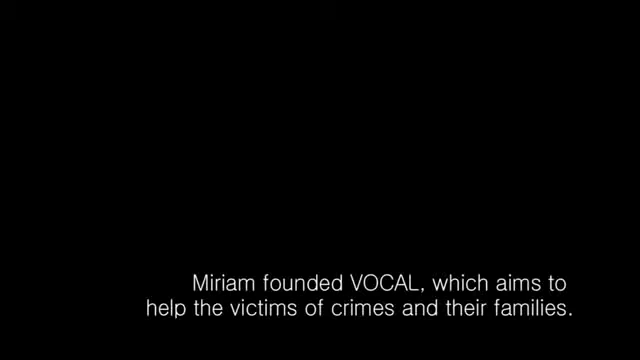 Miriam founded VOCAL, which aims to
help the victims of crimes and their families.